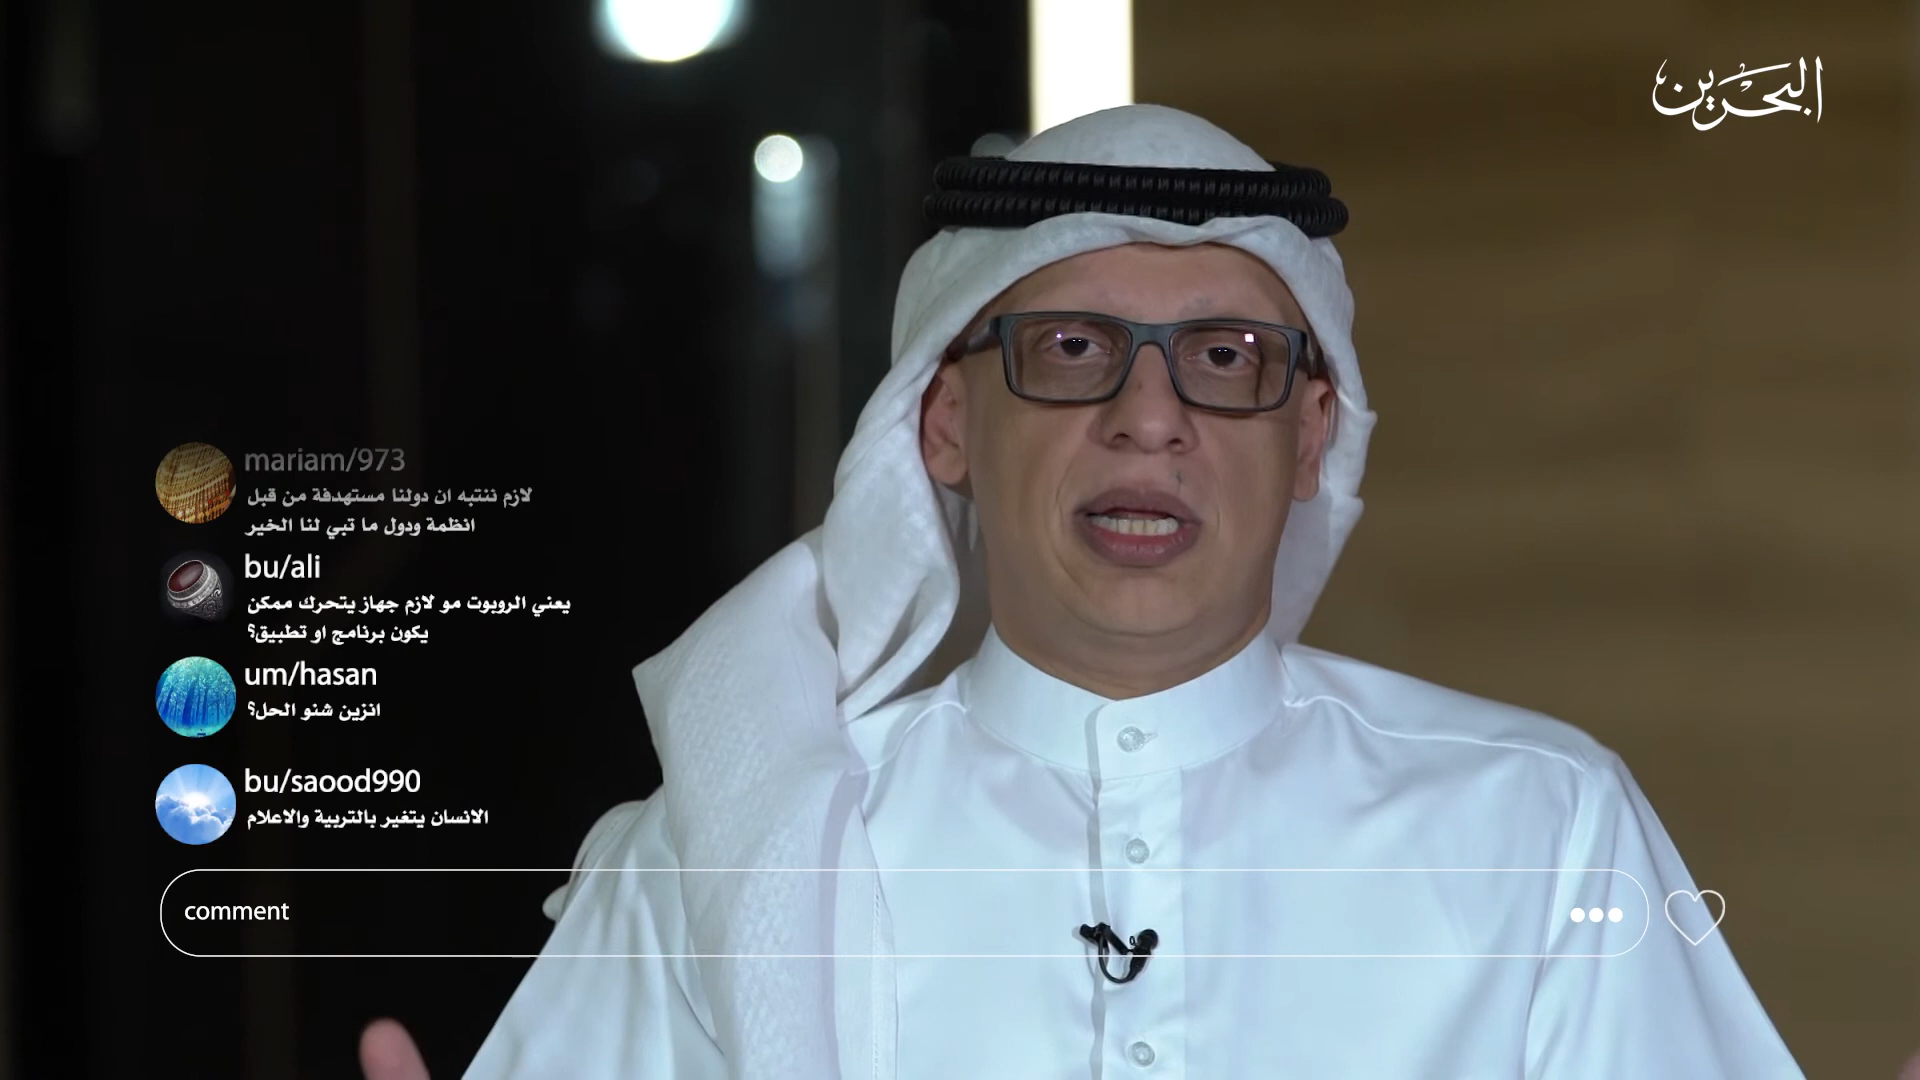 البحرين
mariam/973
لازم ننتبه ان دولنا مستهدفة من قبل
انظمة ودول ما تبي لنا الخير
bu/ali
يعني الروبوت مو لازم جهاز يتحرك ممكن
يكون برنامج او تطبيق؟
um/hasan
انزين شنو الحل؟
bu/saood990
الانسان يتغير بالتربية والاعلام
comment